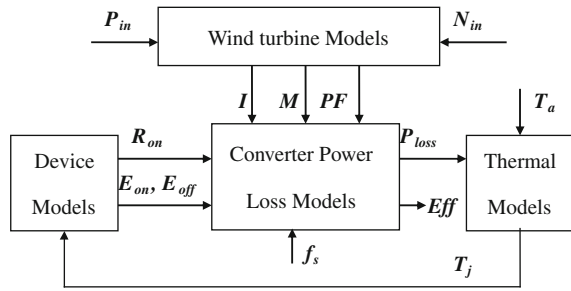 P_in
Wind turbine Models
N_in
I M PF
R_on
E_on, E_off
Device
Models
Converter Power
Loss Models
P_loss
Eff
T_a
Thermal
Models
f_s
T_j